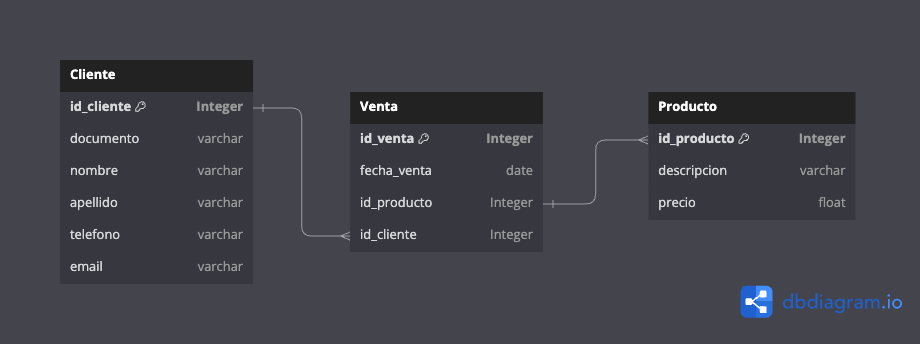 Cliente
id_cliente Integer
documento varchar
nombre varchar
apellido varchar
telefono varchar
email varchar
Venta
id_venta Integer
fecha_venta date
id_producto Integer
id_cliente Integer
Producto
id_producto Integer
descripcion varchar
precio float
dbdiagram.io